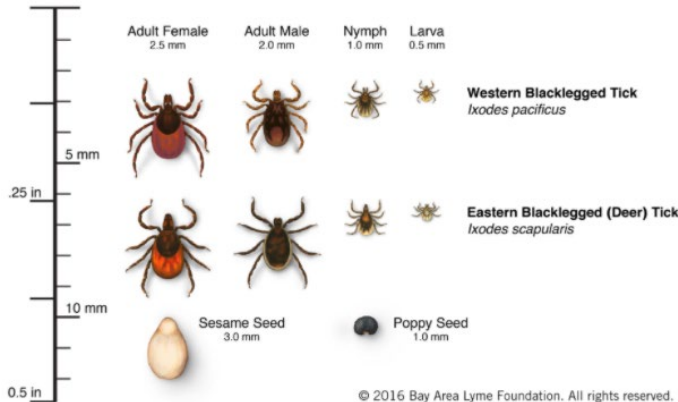 Adult Female
2.5 mm
Adult Male
2.0 mm
Nymph
1.0 mm
Larva
0.5 mm
Western Blacklegged Tick
Ixodes pacificus
5 mm
.25 in
Eastern Blacklegged (Deer) Tick
Ixodes scapularis
10 mm
Sesame Seed
3.0 mm
Poppy Seed
1.0 mm
0.5 in
© 2016 Bay Area Lyme Foundation. All rights reserved.